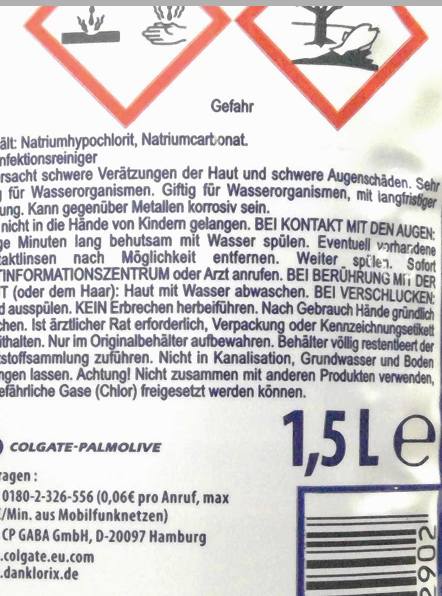 Gefahr
ält: Natriumhypochlorit, Natriumcarbonat.
nfektionsreiniger
rsacht schwere Verätzungen der Haut und schwere Augenschäden. Sehr
g für Wasserorganismen. Giftig für Wasserorganismen, mit langfristiger
ung. Kann gegenüber Metallen korrosiv sein.
nicht in die Hände von Kindern gelangen. BEI KONTAKT MIT DEN AUGEN:
ge Minuten lang behutsam mit Wasser spülen. Eventuell vorhandene
taktlinsen nach Möglichkeit entfernen. Weiter spülen. Sofort
TINFORMATIONSZENTRUM oder Arzt anrufen. BEI BERÜHRUNG MIT DER
T (oder dem Haar): Haut mit Wasser abwaschen. BEI VERSCHLUCKEN:
d ausspülen. KEIN Erbrechen herbeiführen. Nach Gebrauch Hände gründlich
chen. Ist ärztlicher Rat erforderlich, Verpackung oder Kennzeichnungsetikett
ithalten. Nur im Originalbehälter aufbewahren. Behälter völlig restentleert der
tstoffsammlung zuführen. Nicht in Kanalisation, Grundwasser und Boden
ngen lassen. Achtung! Nicht zusammen mit anderen Produkten verwenden,
efährliche Gase (Chlor) freigesetzt werden können.
1,5 L e
COLGATE-PALMOLIVE
ragen :
0180-2-326-556 (0,06€ pro Anruf, max
€/Min. aus Mobilfunknetzen)
CP GABA GmbH, D-20097 Hamburg
.colgate.eu.com
.danklorix.de
2902